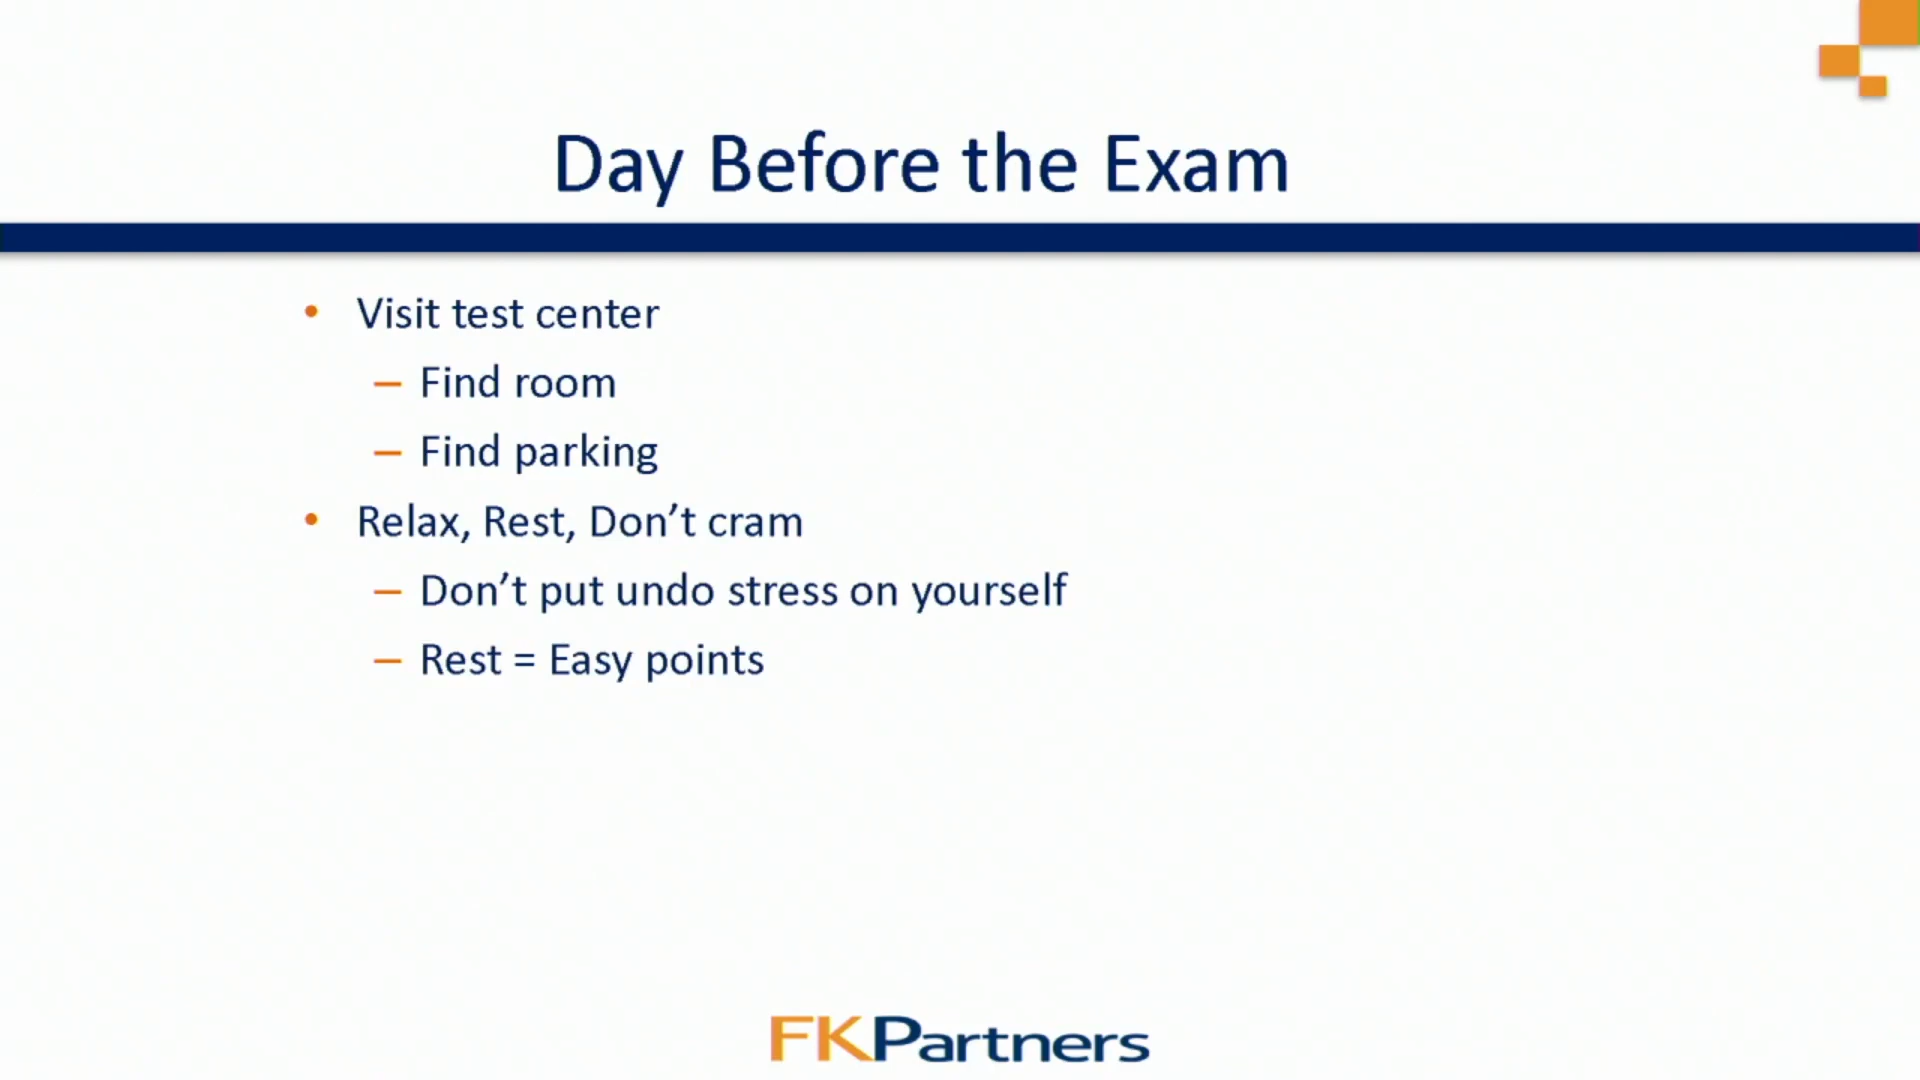 Day Before the Exam
• Visit test center
– Find room
– Find parking
• Relax, Rest, Don’t cram
– Don’t put undo stress on yourself
– Rest = Easy points
FKPartners